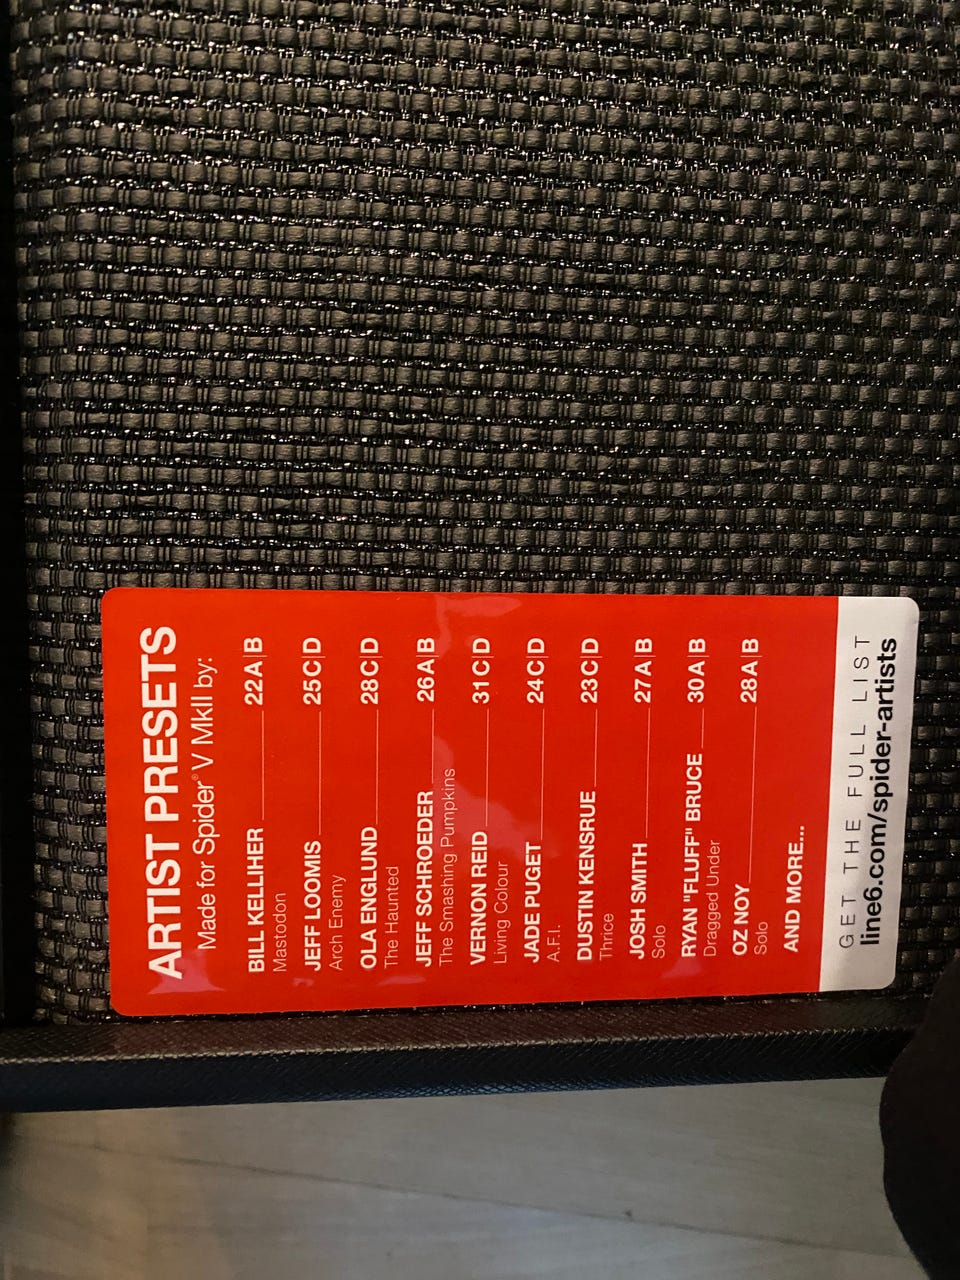 ARTIST PRESETS
Made for Spider® V MkII by:
BILL KELLIHER 22A|B
Mastodon
JEFF LOOMIS 25C|D
Arch Enemy
OLA ENGLUND 28C|D
The Haunted
JEFF SCHROEDER 26A|B
The Smashing Pumpkins
VERNON REID 31C|D
Living Colour
JADE PUGET 24C|D
A.F.I.
DUSTIN KENSRUE 23C|D
Thrice
JOSH SMITH 27A|B
Solo
RYAN "FLUFF" BRUCE 30A|B
Dragged Under
OZ NOY 28A|B
Solo
AND MORE...
GET THE FULL LIST
line6.com/spider-artists